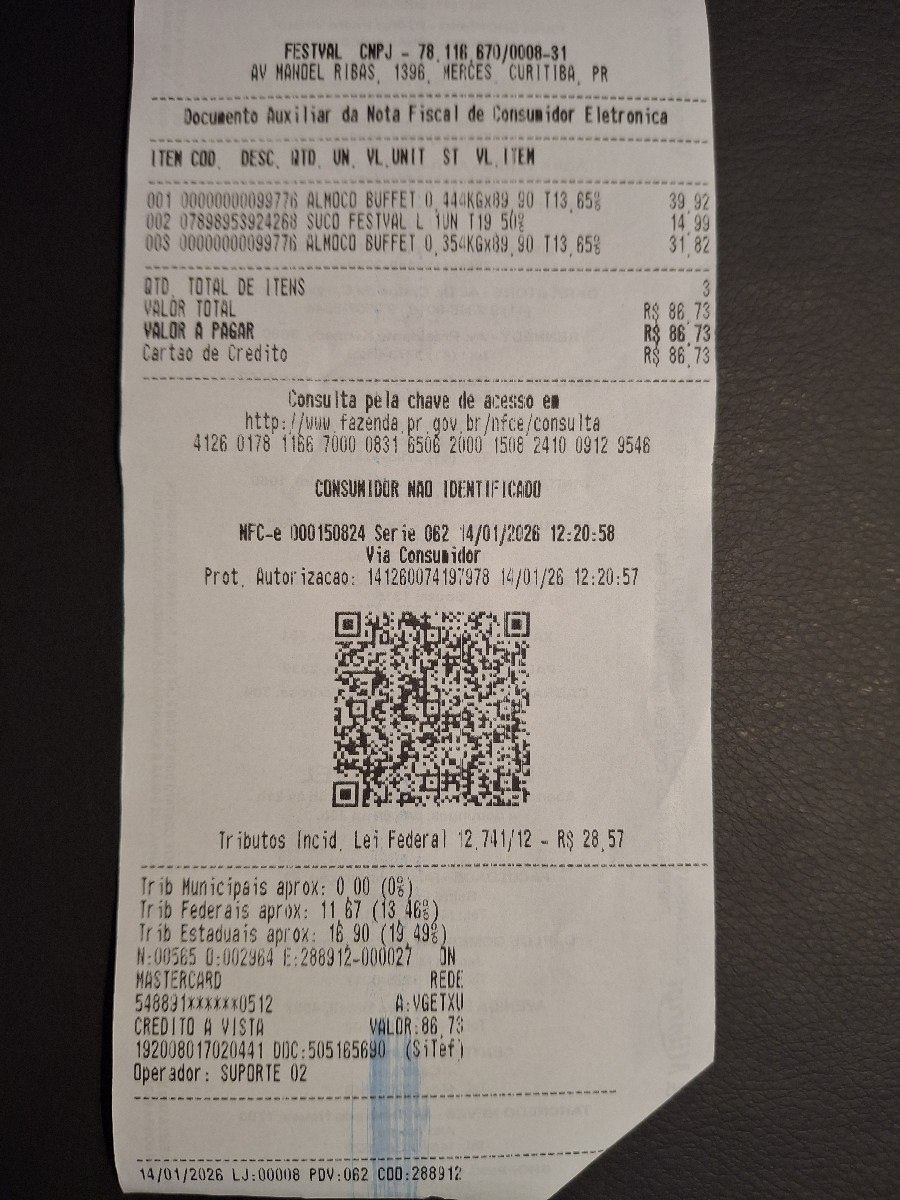 FESTVAL CNPJ - 78.116.670/0008-31
AV MANOEL RIBAS, 1396, MERCES, CURITIBA, PR
Documento Auxiliar da Nota Fiscal de Consumidor Eletronica
ITEM COD. DESC. QTD. UN. VL.UNIT ST VL.ITEM
001 00000000099776 ALMOCO BUFFET 0,444KGx89,90 T13,65% 39,92
002 07898953924268 SUCO FESTVAL L 1UN T19,50% 14,99
003 00000000099776 ALMOCO BUFFET 0,354KGx89,90 T13,65% 31,82
QTD. TOTAL DE ITENS 3
VALOR TOTAL R$ 86,73
VALOR A PAGAR R$ 86,73
Cartao de Credito R$ 86,73
Consulta pela chave de acesso em
http://www.fazenda.pr.gov.br/nfce/consulta
4126 0178 1166 7000 0831 6506 2000 1508 2410 0912 9546
CONSUMIDOR NAO IDENTIFICADO
NFC-e 000150824 Serie 062 14/01/2026 12:20:58
Via Consumidor
Prot. Autorizacao: 141260074197978 14/01/26 12:20:57
Tributos Incid. Lei Federal 12.741/12 - R$ 28,57
Trib Municipais aprox: 0,00 (0%)
Trib Federais aprox: 11,67 (13,46%)
Trib Estaduais aprox: 16,90 (19,49%)
N:00565 O:002964 E:288912-000027 ON
MASTERCARD REDE
548891******0512 A:VGETXU
CREDITO A VISTA VALOR:86,73
192008017020441 DOC:505165690 (SiTef)
Operador: SUPORTE 02
14/01/2026 LJ:00008 PDV:062 COO:288912